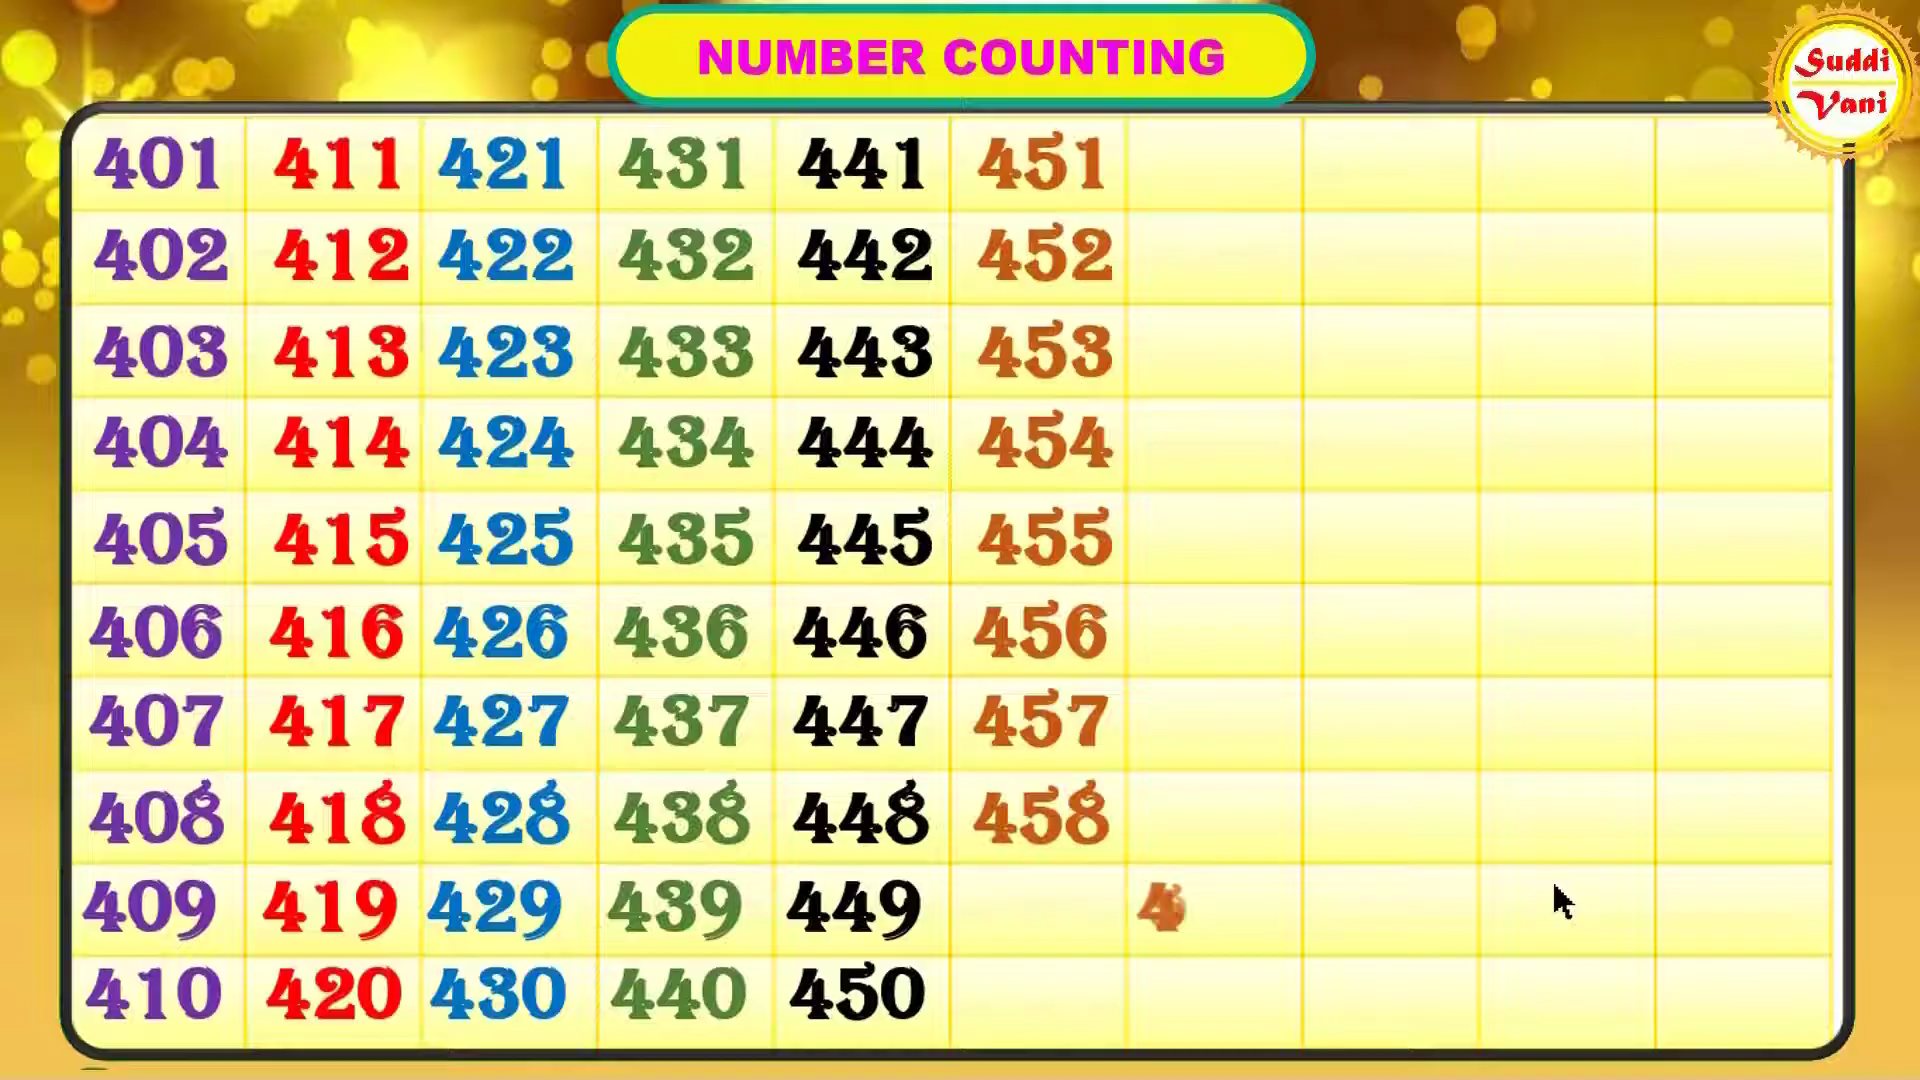 NUMBER COUNTING
Suddi
Vani
401 411 421 431 441 451
402 412 422 432 442 452
403 413 423 433 443 453
404 414 424 434 444 454
405 415 425 435 445 455
406 416 426 436 446 456
407 417 427 437 447 457
408 418 428 438 448 458
409 419 429 439 449 4
410 420 430 440 450